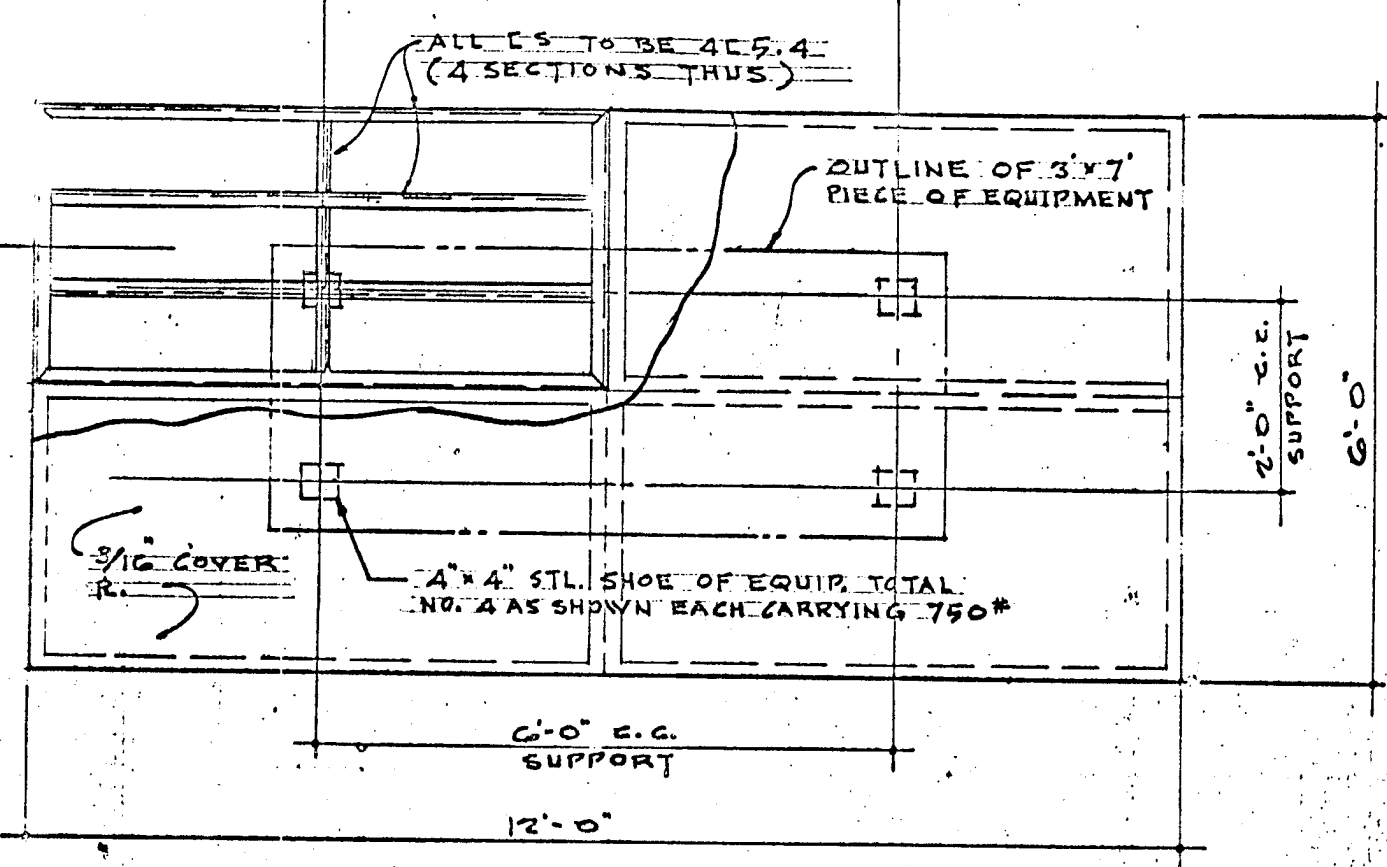 ALL [S TO BE 4[5.4
(4 SECTIONS THUS)
OUTLINE OF 3'x7'
PIECE OF EQUIPMENT
2'-0" c.c.
SUPPORT
6'-0"
3/16" COVER
PL.
4"x4" STL. SHOE OF EQUIP. TOTAL
NO. 4 AS SHOWN EACH CARRYING 750#
6'-0" c.c.
SUPPORT
12'-0"